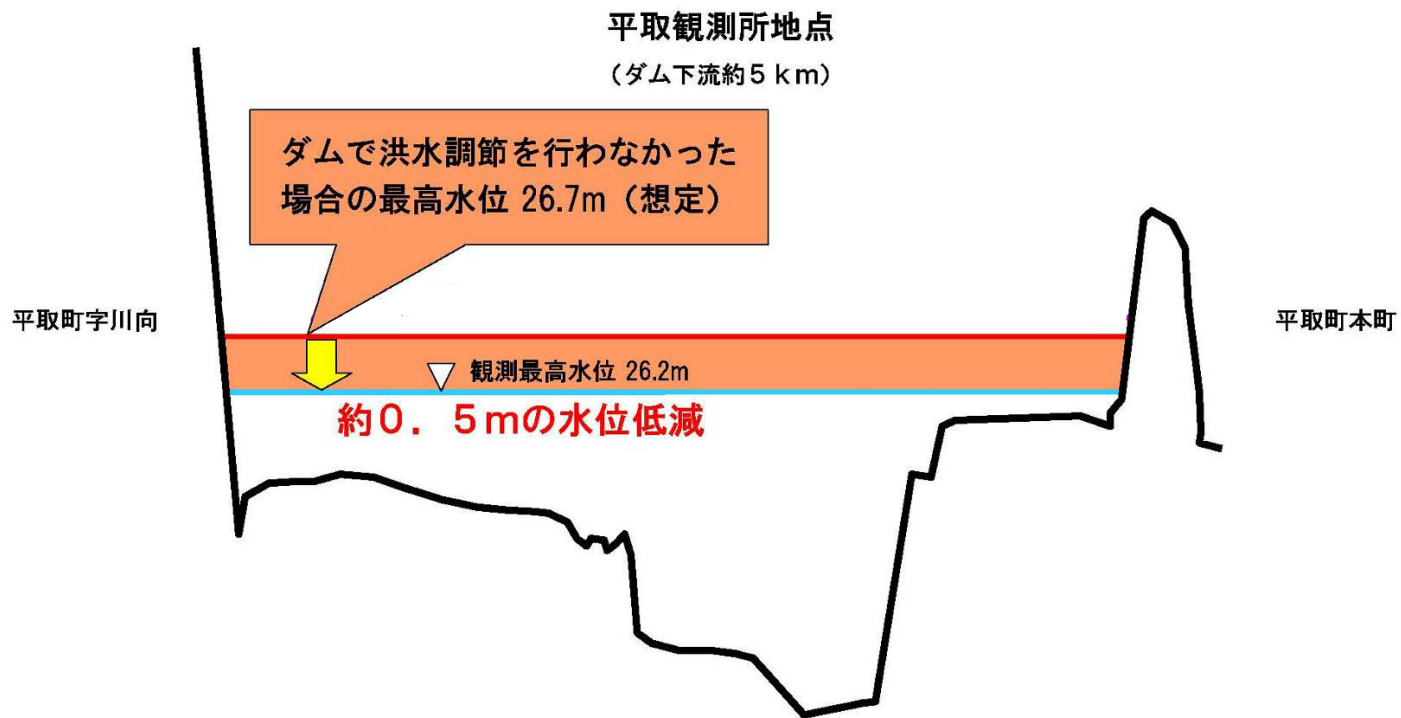 平取観測所地点
（ダム下流約５ｋｍ）
ダムで洪水調節を行わなかった
場合の最高水位 26.7m（想定）
平取町字川向
平取町本町
観測最高水位 26.2m
約０．５ｍの水位低減